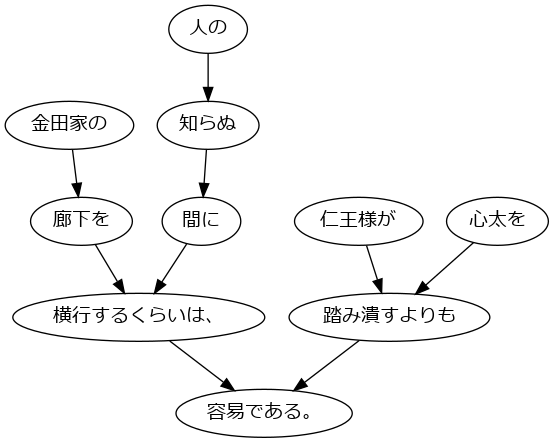 人の
金田家の
知らぬ
廊下を
間に
仁王様が
心太を
横行するくらいは、
踏み潰すよりも
容易である。